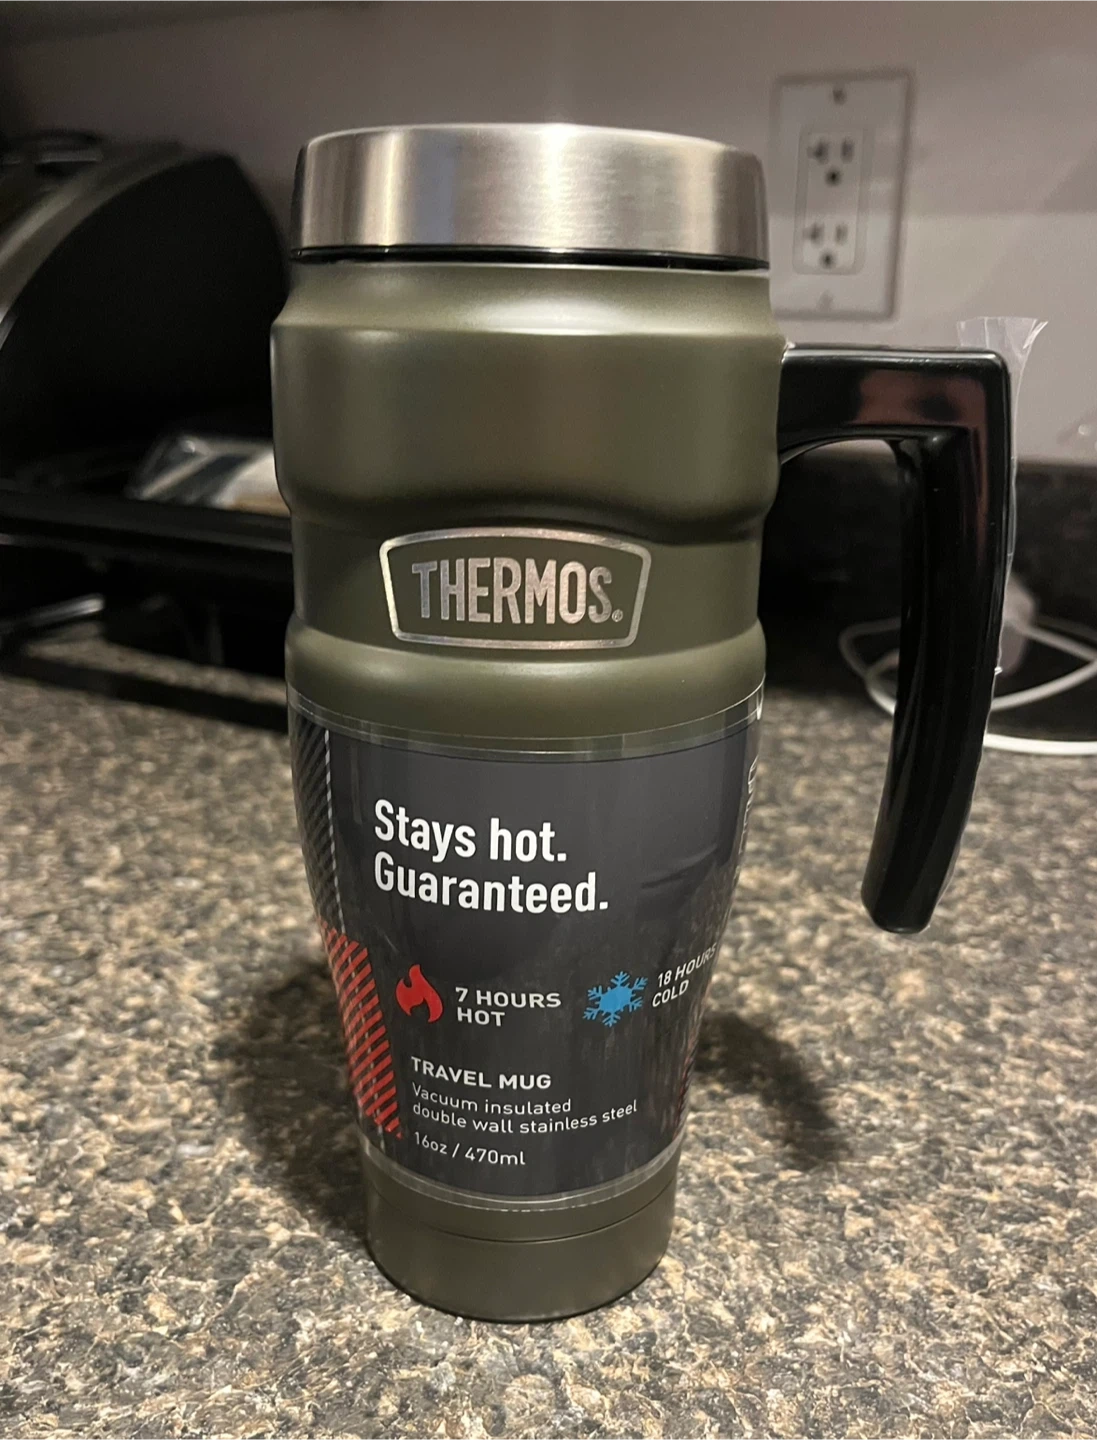 THERMOS®
Stays hot.
Guaranteed.
7 HOURS
HOT
18 HOURS
COLD
TRAVEL MUG
Vacuum insulated
double wall stainless steel
16oz / 470ml